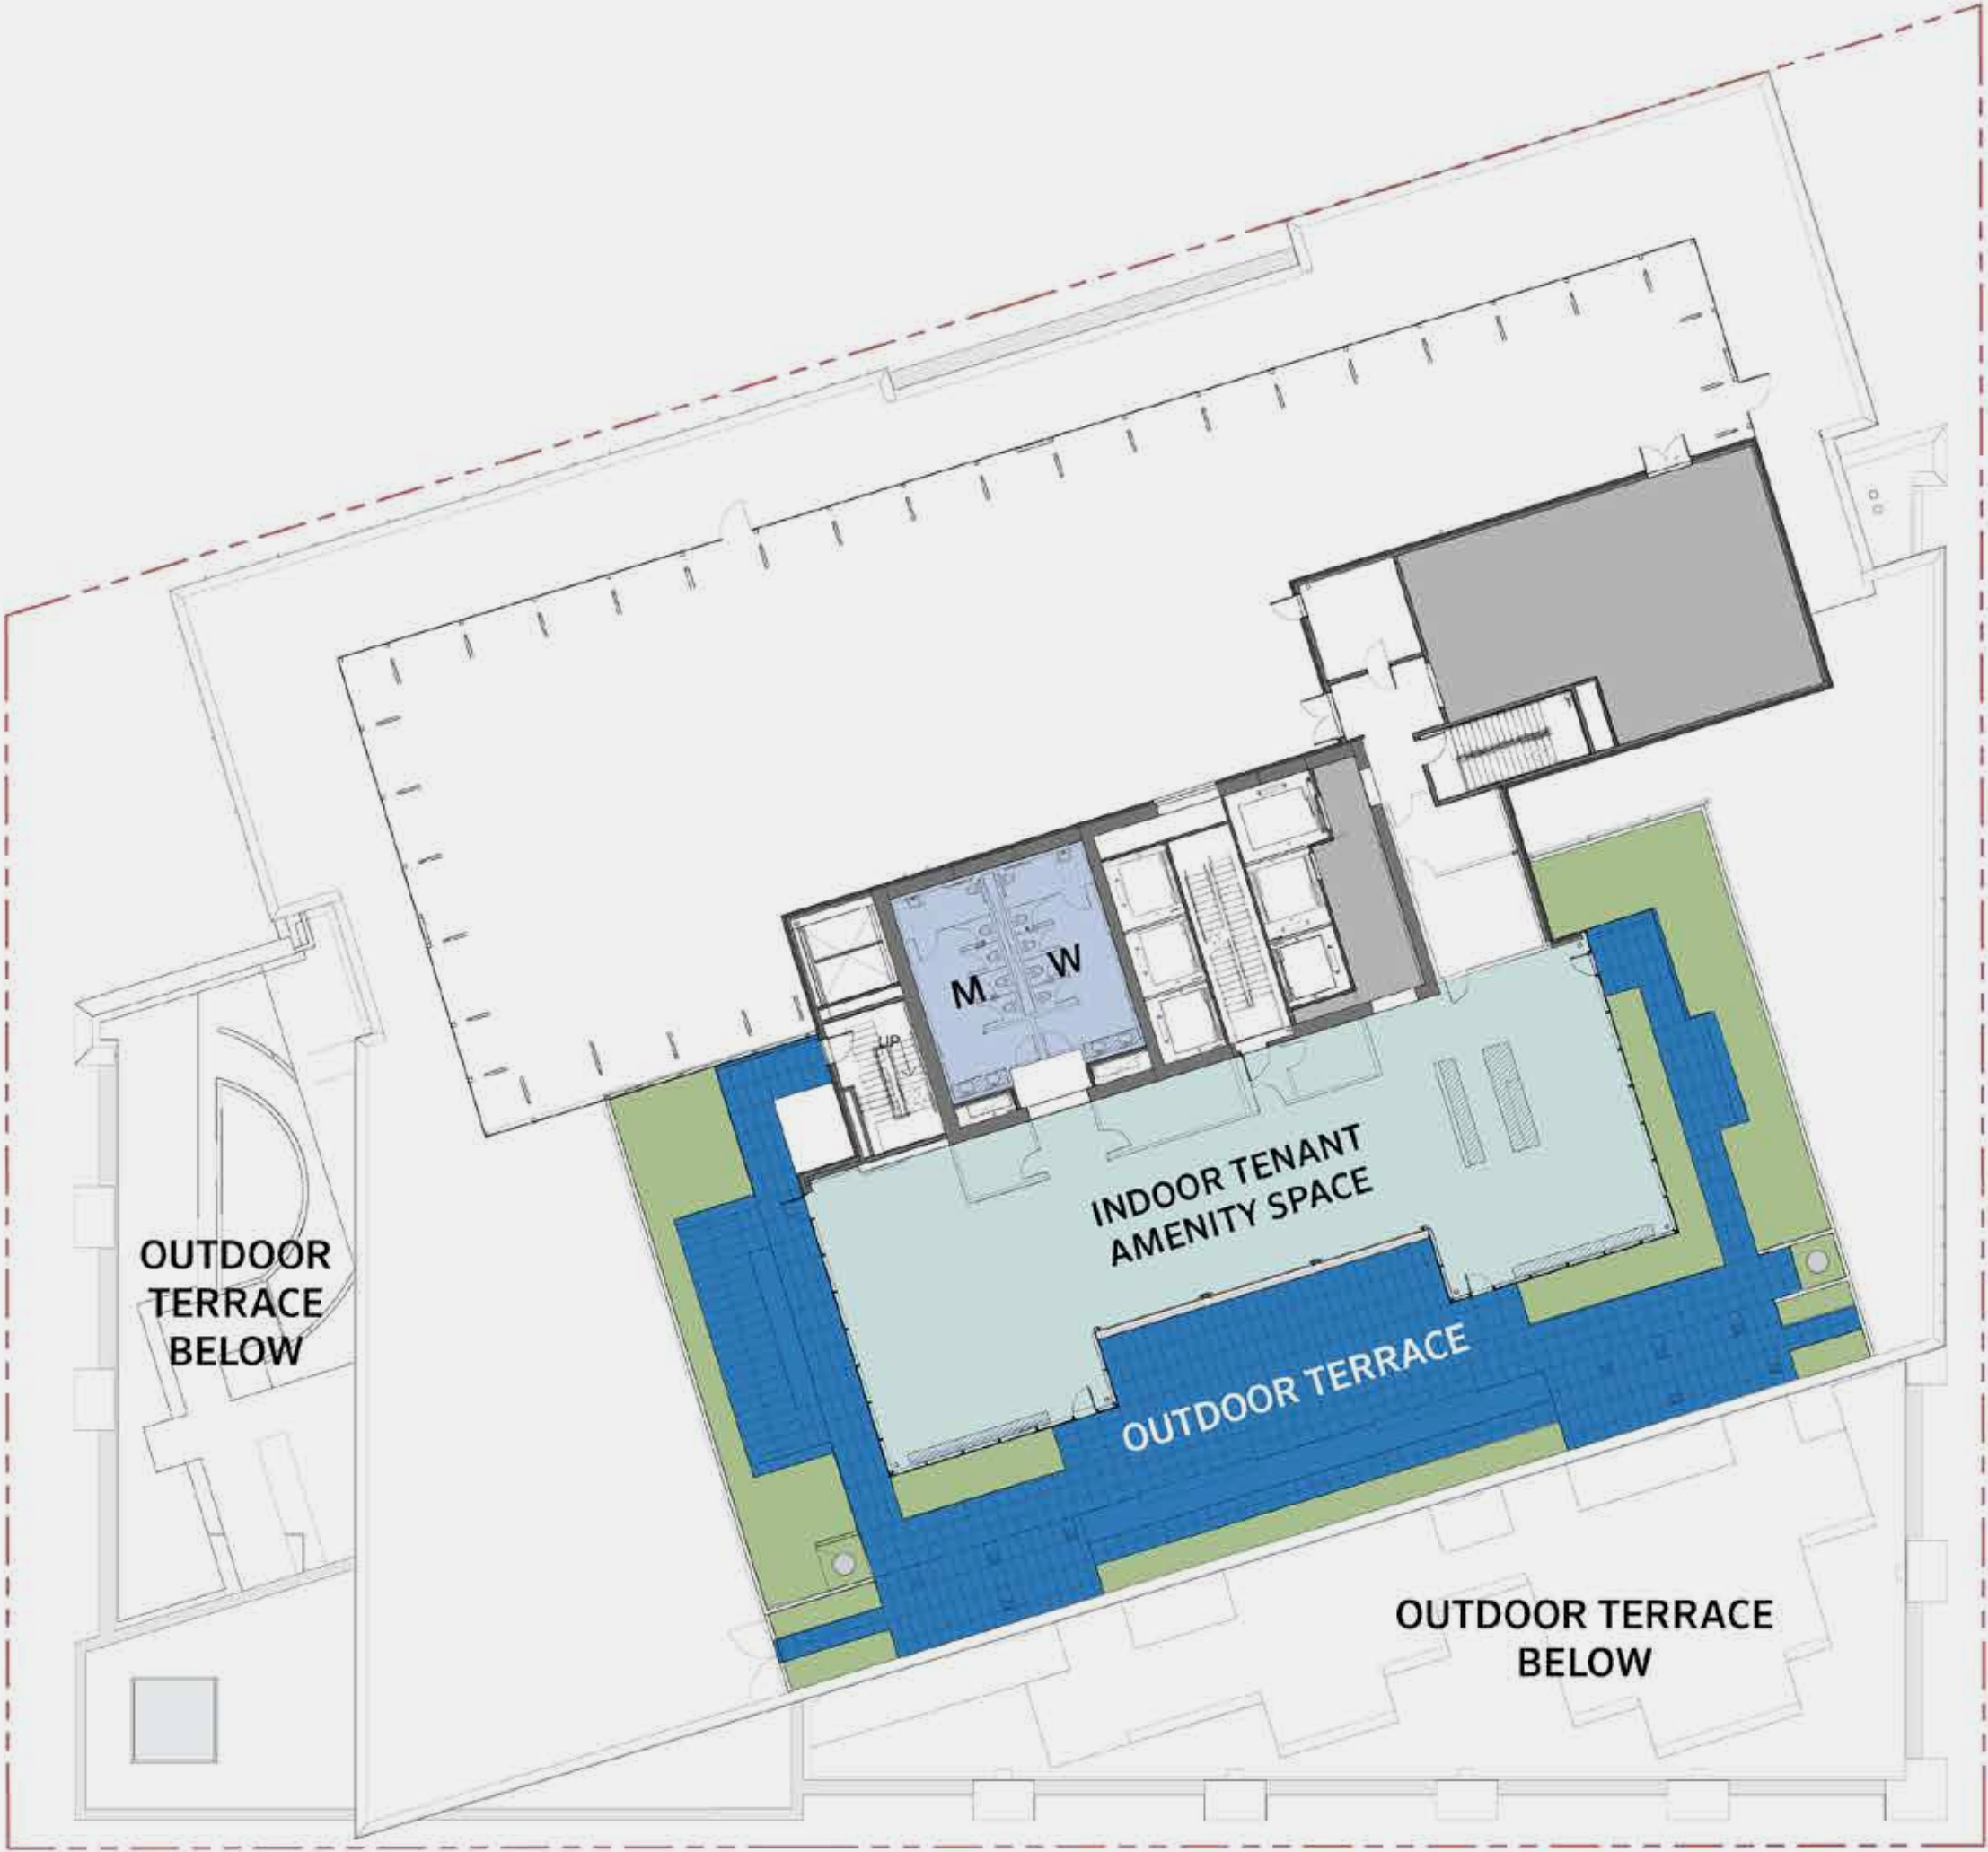 UP
M
W
INDOOR TENANT
AMENITY SPACE
OUTDOOR
TERRACE
BELOW
OUTDOOR TERRACE
OUTDOOR TERRACE
BELOW